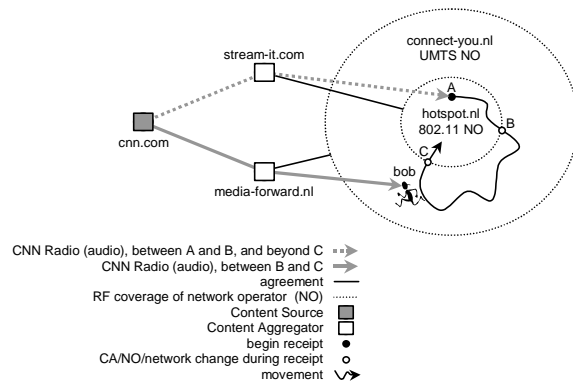 stream-it.com
connect-you.nl
UMTS NO
A
hotspot.nl
802.11 NO
B
C
cnn.com
bob
media-forward.nl
CNN Radio (audio), between A and B, and beyond C
CNN Radio (audio), between B and C
agreement
RF coverage of network operator (NO)
Content Source
Content Aggregator
begin receipt
CA/NO/network change during receipt
movement